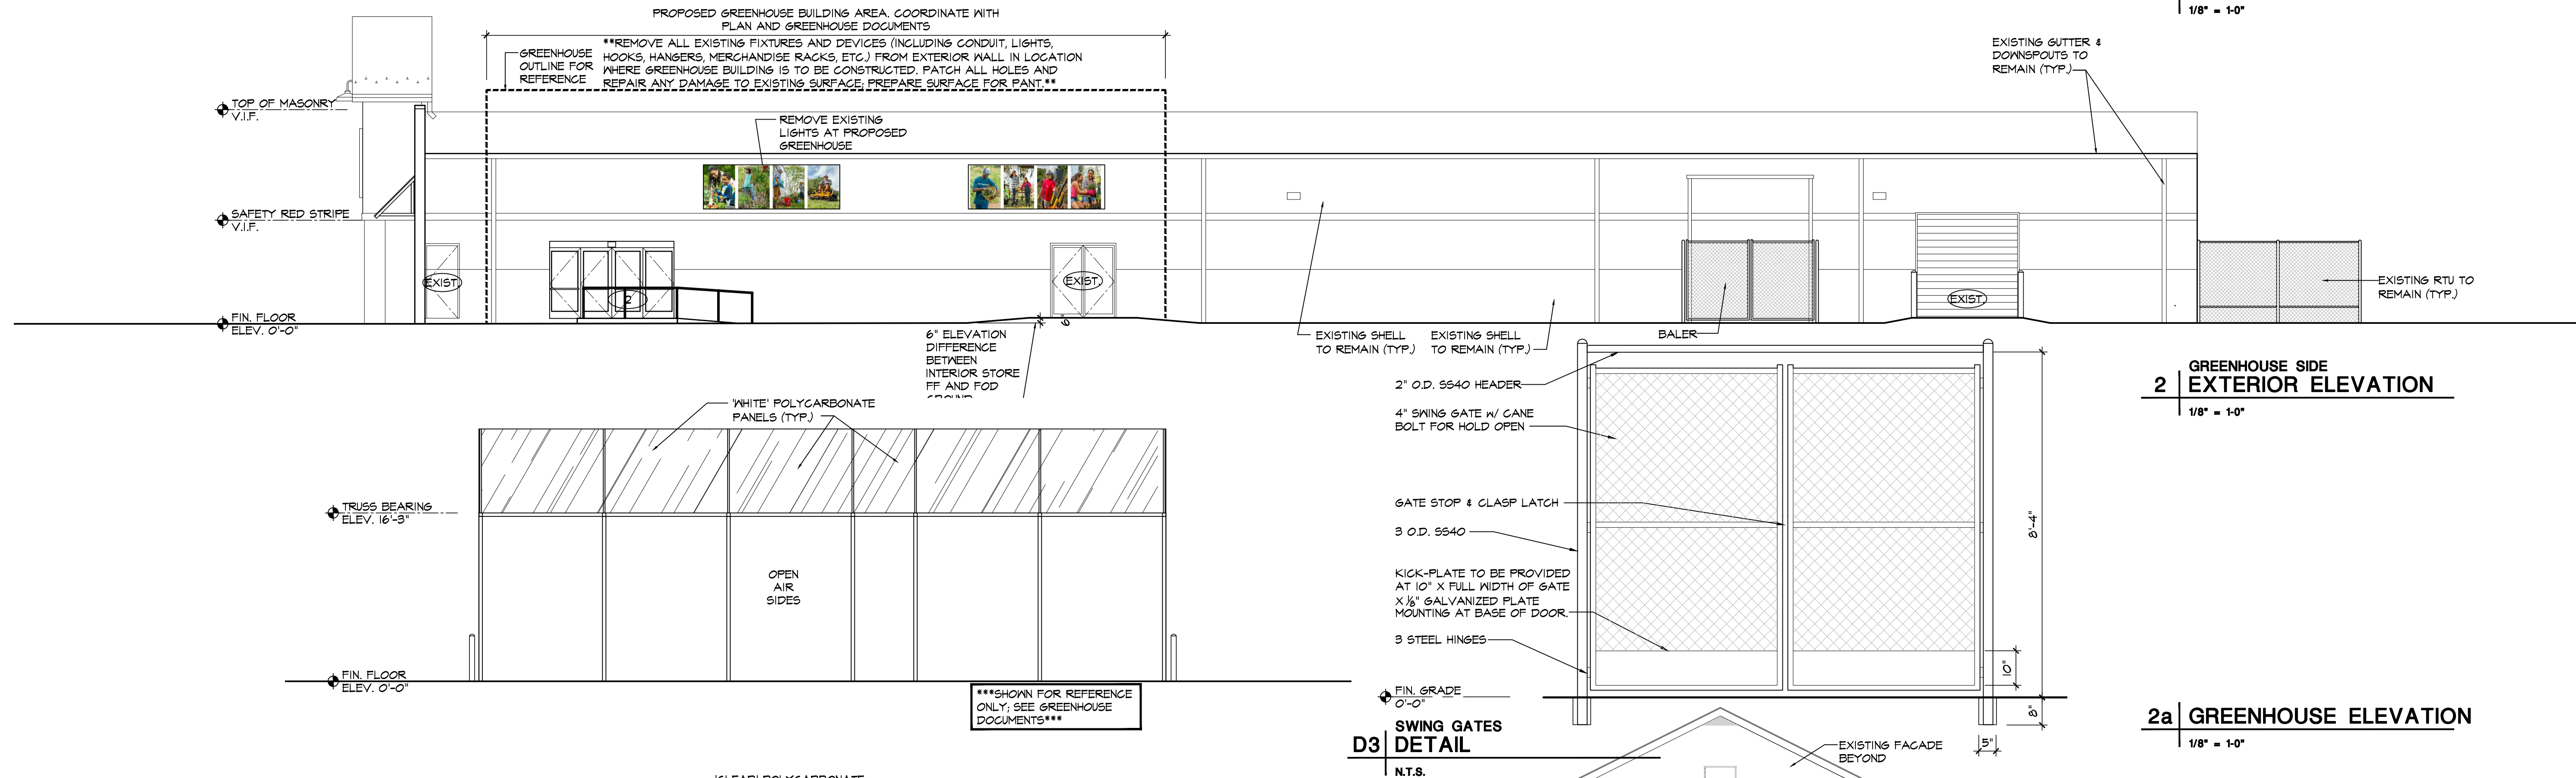 1/8" = 1-0"
PROPOSED GREENHOUSE BUILDING AREA. COORDINATE WITH
PLAN AND GREENHOUSE DOCUMENTS
GREENHOUSE
OUTLINE FOR
REFERENCE
**REMOVE ALL EXISTING FIXTURES AND DEVICES (INCLUDING CONDUIT, LIGHTS,
HOOKS, HANGERS, MERCHANDISE RACKS, ETC.) FROM EXTERIOR WALL IN LOCATION
WHERE GREENHOUSE BUILDING IS TO BE CONSTRUCTED. PATCH ALL HOLES AND
REPAIR ANY DAMAGE TO EXISTING SURFACE; PREPARE SURFACE FOR PANT.**
EXISTING GUTTER &
DOWNSPOUTS TO
REMAIN (TYP.)
TOP OF MASONRY
V.I.F.
REMOVE EXISTING
LIGHTS AT PROPOSED
GREENHOUSE
SAFETY RED STRIPE
V.I.F.
EXIST.
2
EXIST.
EXIST.
EXISTING RTU TO
REMAIN (TYP.)
FIN. FLOOR
ELEV. 0'-0"
6"
6" ELEVATION
DIFFERENCE
BETWEEN
INTERIOR STORE
FF AND FOD
GROUND
EXISTING SHELL
TO REMAIN (TYP.)
EXISTING SHELL
TO REMAIN (TYP.)
BALER
2
GREENHOUSE SIDE
EXTERIOR ELEVATION
1/8" = 1-0"
'WHITE' POLYCARBONATE
PANELS (TYP.)
TRUSS BEARING
ELEV. 16'-3"
OPEN
AIR
SIDES
FIN. FLOOR
ELEV. 0'-0"
***SHOWN FOR REFERENCE
ONLY; SEE GREENHOUSE
DOCUMENTS***
2" O.D. SS40 HEADER
4" SWING GATE W/ CANE
BOLT FOR HOLD OPEN
GATE STOP & CLASP LATCH
3 O.D. SS40
KICK-PLATE TO BE PROVIDED
AT 10" X FULL WIDTH OF GATE
X 1/8" GALVANIZED PLATE
MOUNTING AT BASE OF DOOR.
3 STEEL HINGES
8'-4"
10"
8"
5"
FIN. GRADE
0'-0"
D3
SWING GATES
DETAIL
N.T.S.
EXISTING FACADE
BEYOND
2a
GREENHOUSE ELEVATION
1/8" = 1-0"
'CLEAR' POLYCARBONATE